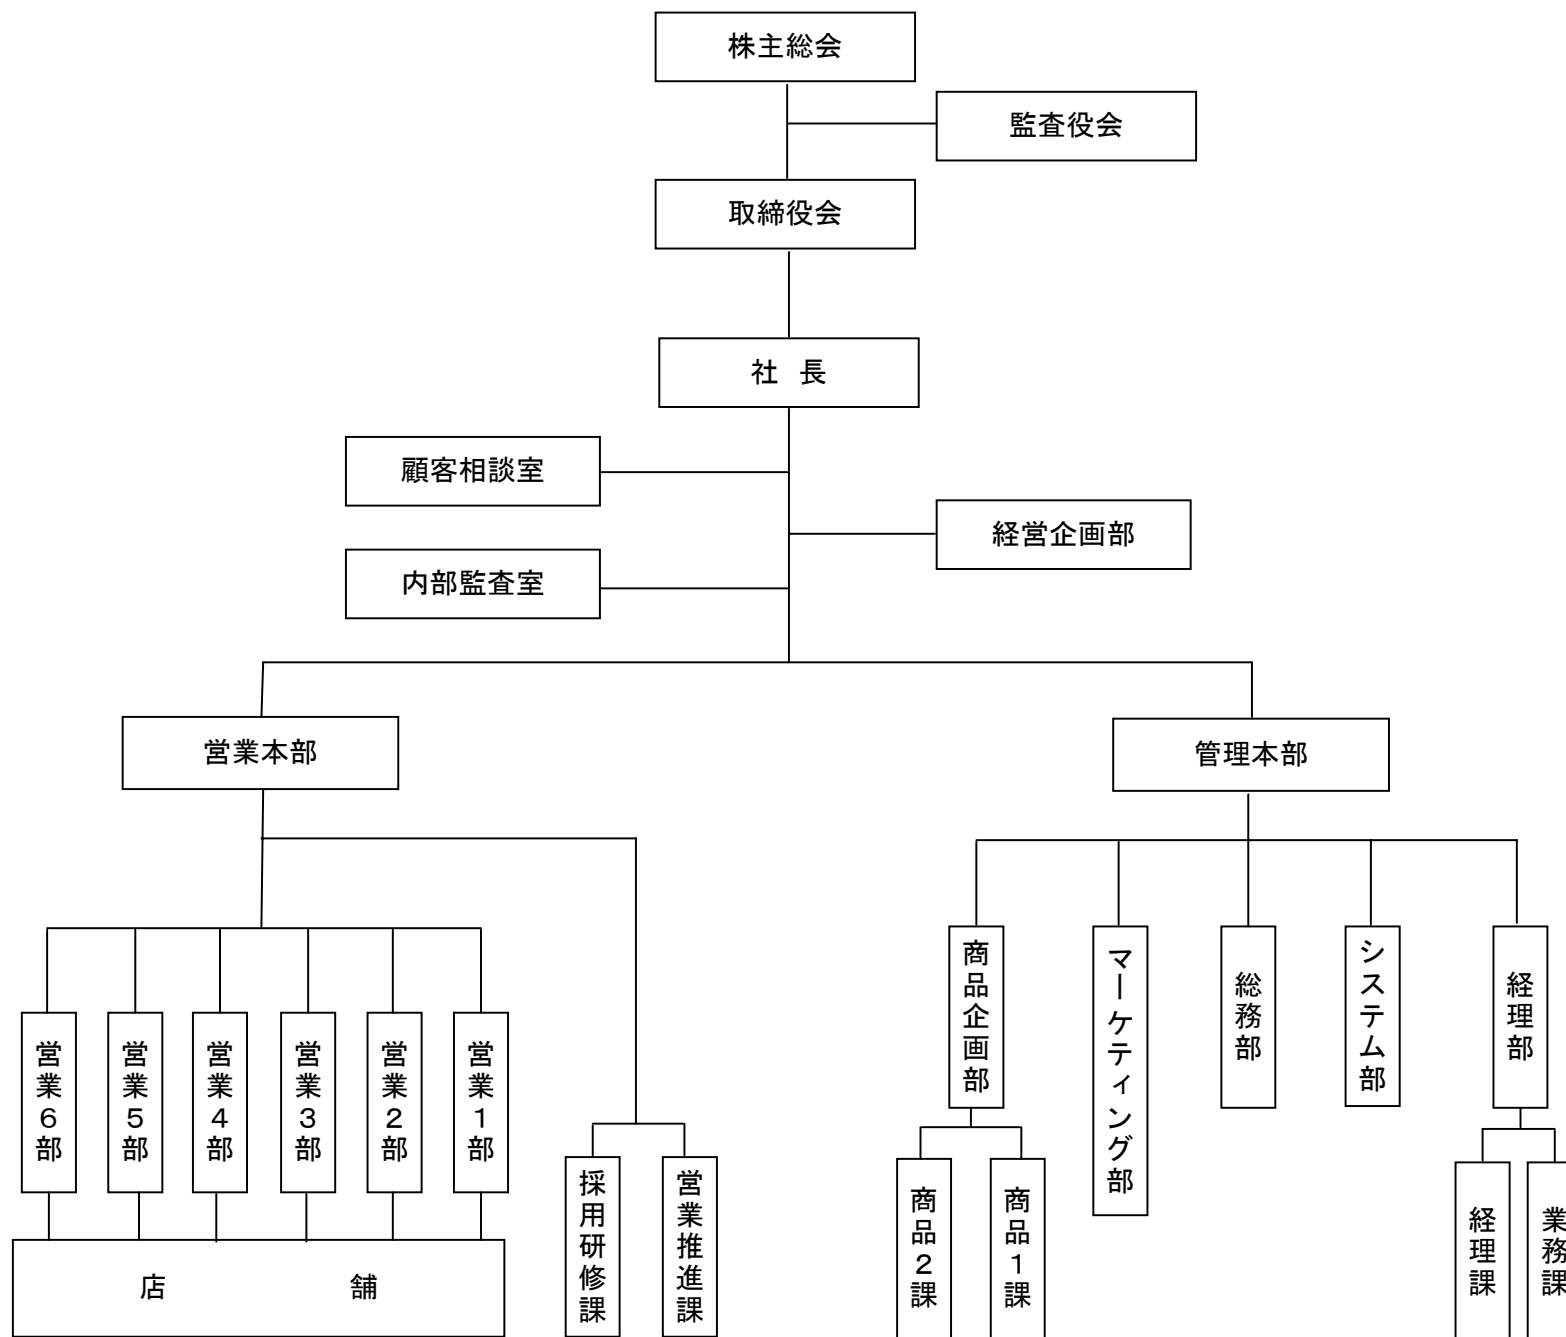 株主総会
監査役会
取締役会
社 長
顧客相談室
経営企画部
内部監査室
営業本部
管理本部
商品企画部
マーケティング部
総務部
システム部
経理部
営業6部
営業5部
営業4部
営業3部
営業2部
営業1部
採用研修課
営業推進課
商品2課
商品1課
経理課
業務課
店 舗